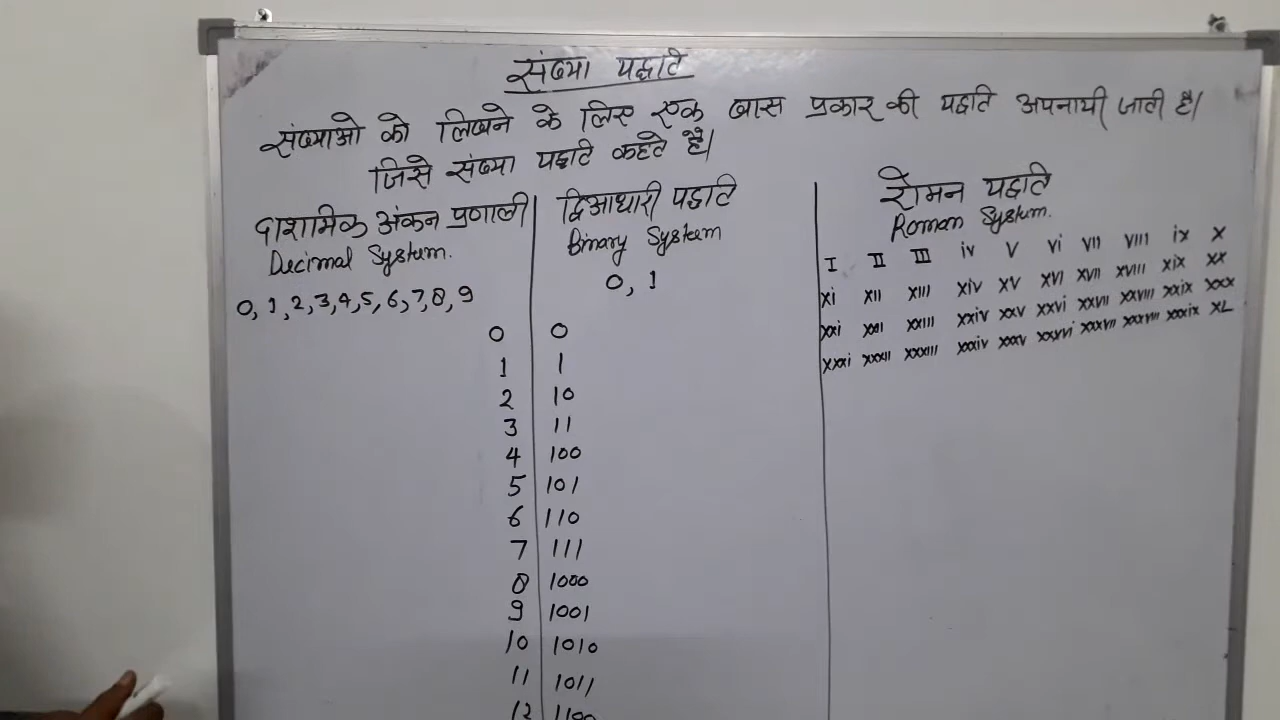 संख्या पद्धति
संख्याओ को लिखने के लिए एक खास प्रकार की पद्धति अपनायी जाती है।
जिसे संख्या पद्धति कहते है।
दाशमिक अंकन प्रणाली
Decimal System.
0, 1, 2, 3, 4, 5, 6, 7, 8, 9
द्विआधारी पद्धति
Binary System
0, 1
0 0
1 1
2 10
3 11
4 100
5 101
6 110
7 111
8 1000
9 1001
10 1010
11 1011
12 1100
रोमन पद्धति
Roman System.
I II III iv V Vi VII VIII ix X
Xi XII XIII Xiv XV XVI XVII XVIII XiX XX
XXi XXII XXIII XXiV XXV XXVi XXVII XXVIII XXiX XXX
XXXi XXXII XXXIII XXXiV XXXV XXXVi XXXVII XXXVIII XXXiX XL